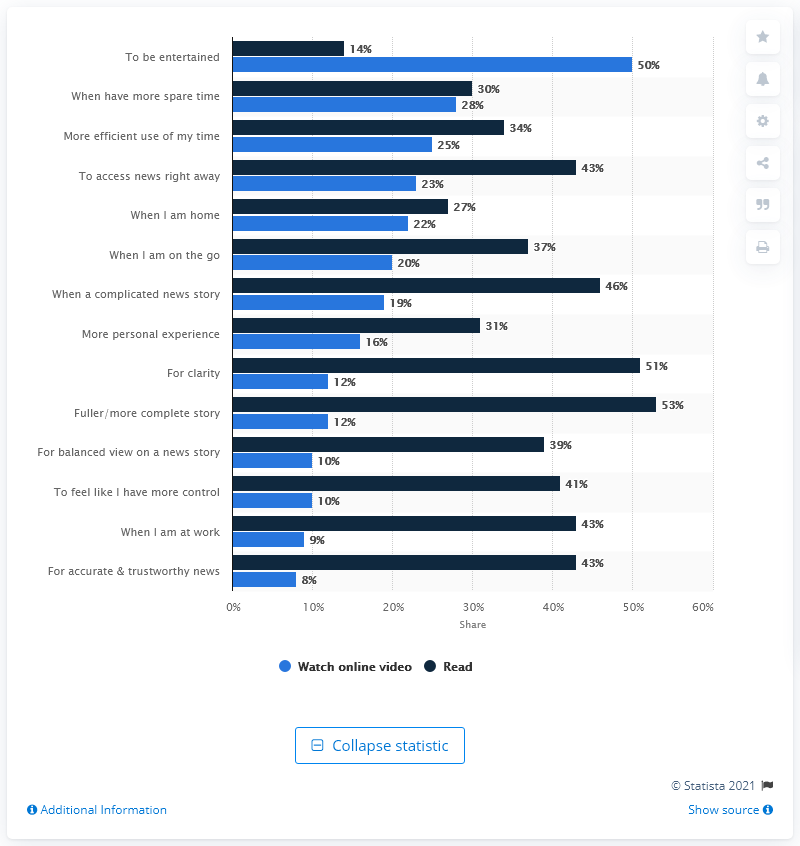 To be entertained
14%
50%
When have more spare time
30%
28%
More efficient use of my time
34%
25%
To access news right away
43%
23%
When I am home
27%
22%
When I am on the go
37%
20%
When a complicated news story
46%
19%
More personal experience
31%
16%
For clarity
51%
12%
Fuller/more complete story
53%
12%
For balanced view on a news story
39%
10%
To feel like I have more control
41%
10%
When I am at work
43%
9%
For accurate & trustworthy news
43%
8%
0% 10% 20% 30% 40% 50% 60%
Share
Watch online video Read
Collapse statistic
© Statista 2021
Additional Information Show source